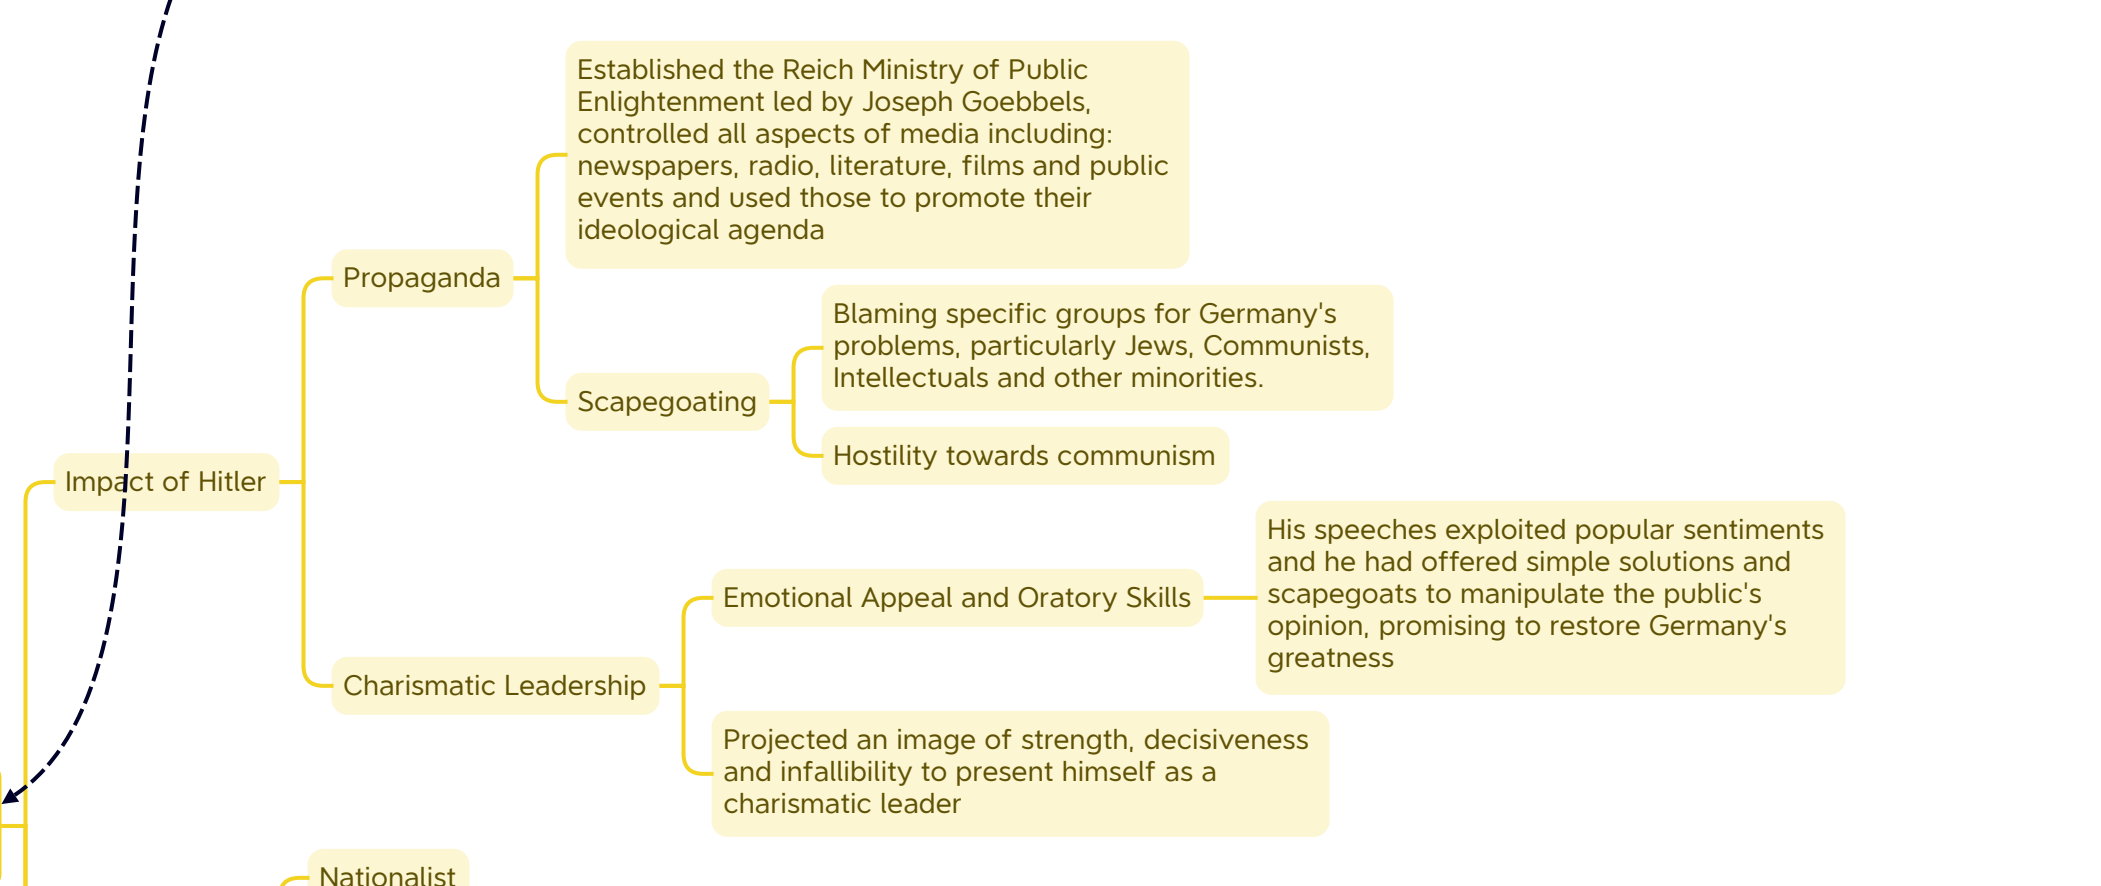 Established the Reich Ministry of Public
Enlightenment led by Joseph Goebbels,
controlled all aspects of media including:
newspapers, radio, literature, films and public
events and used those to promote their
ideological agenda
Propaganda
Blaming specific groups for Germany's
problems, particularly Jews, Communists,
Intellectuals and other minorities.
Scapegoating
Hostility towards communism
Impact of Hitler
His speeches exploited popular sentiments
and he had offered simple solutions and
scapegoats to manipulate the public's
opinion, promising to restore Germany's
greatness
Emotional Appeal and Oratory Skills
Charismatic Leadership
Projected an image of strength, decisiveness
and infallibility to present himself as a
charismatic leader
Nationalist